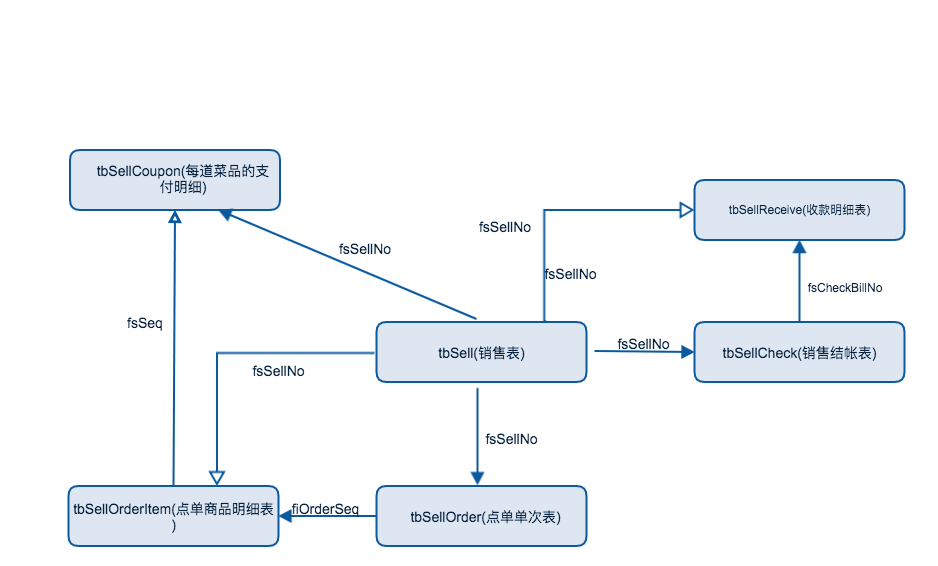 tbSellCoupon(每道菜品的支
付明细)
tbSellReceive(收款明细表)
fsSellNo
fsSellNo
fsSellNo
fsCheckBillNo
fsSeq
fsSellNo
tbSell(销售表)
tbSellCheck(销售结帐表)
fsSellNo
fsSellNo
tbSellOrderItem(点单商品明细表
)
fiOrderSeq
tbSellOrder(点单单次表)